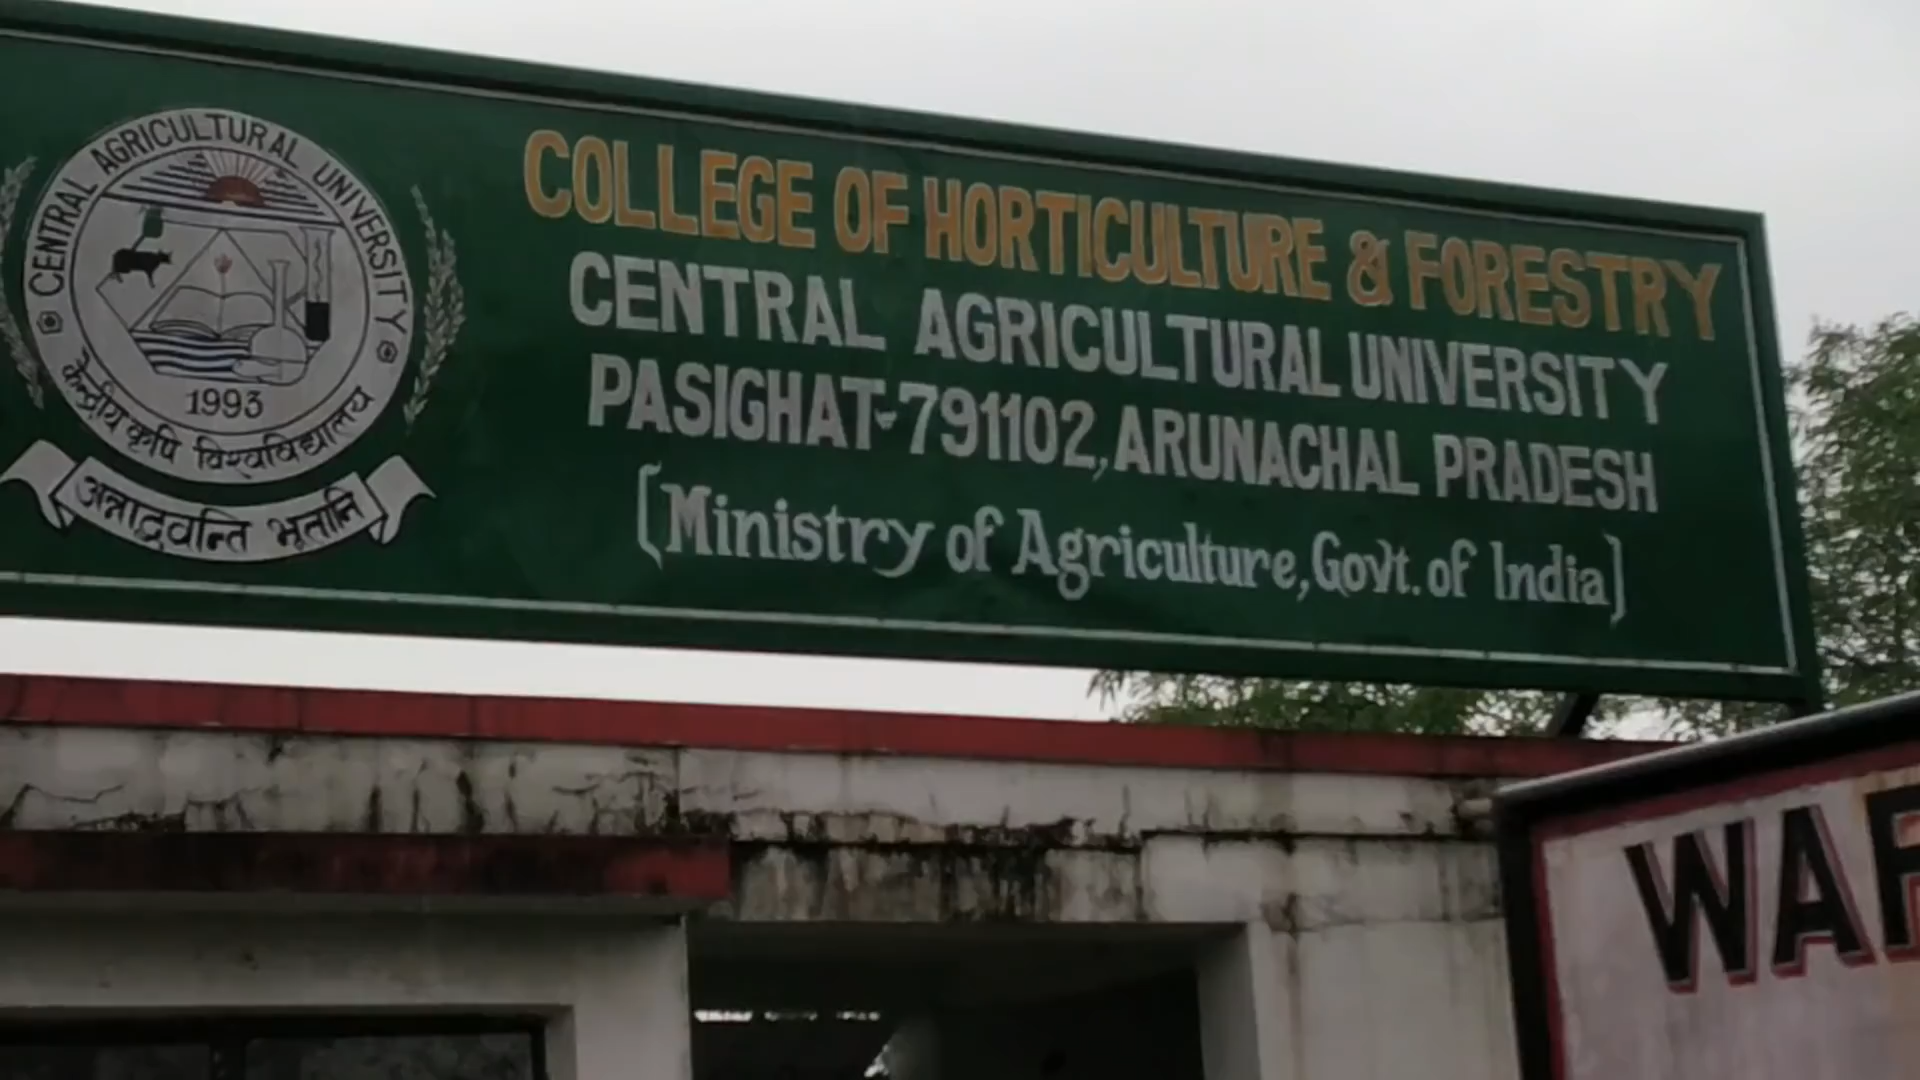 CENTRAL AGRICULTURAL UNIVERSITY
1993
केन्द्रीय कृषि विश्वविद्यालय
अन्नाद्भवन्ति भूतानि
COLLEGE OF HORTICULTURE & FORESTRY
CENTRAL AGRICULTURAL UNIVERSITY
PASIGHAT-791102, ARUNACHAL PRADESH
(Ministry of Agriculture, Govt. of India)